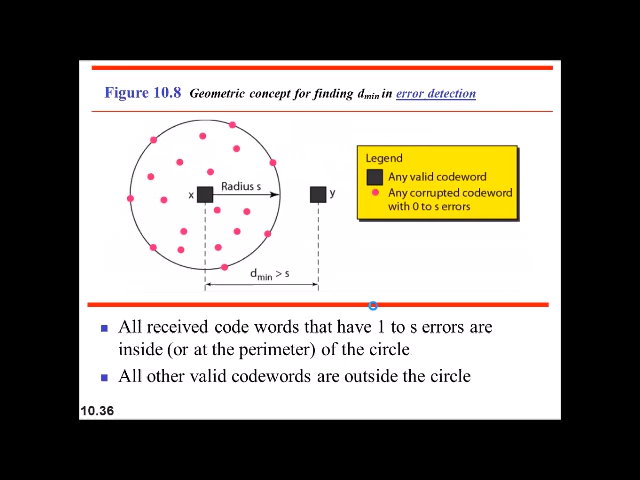 Figure 10.8 Geometric concept for finding dmin in error detection
Legend
Any valid codeword
Any corrupted codeword
with 0 to s errors
Radius s
x
y
dmin > s
■ All received code words that have 1 to s errors are
inside (or at the perimeter) of the circle
■ All other valid codewords are outside the circle
10.36